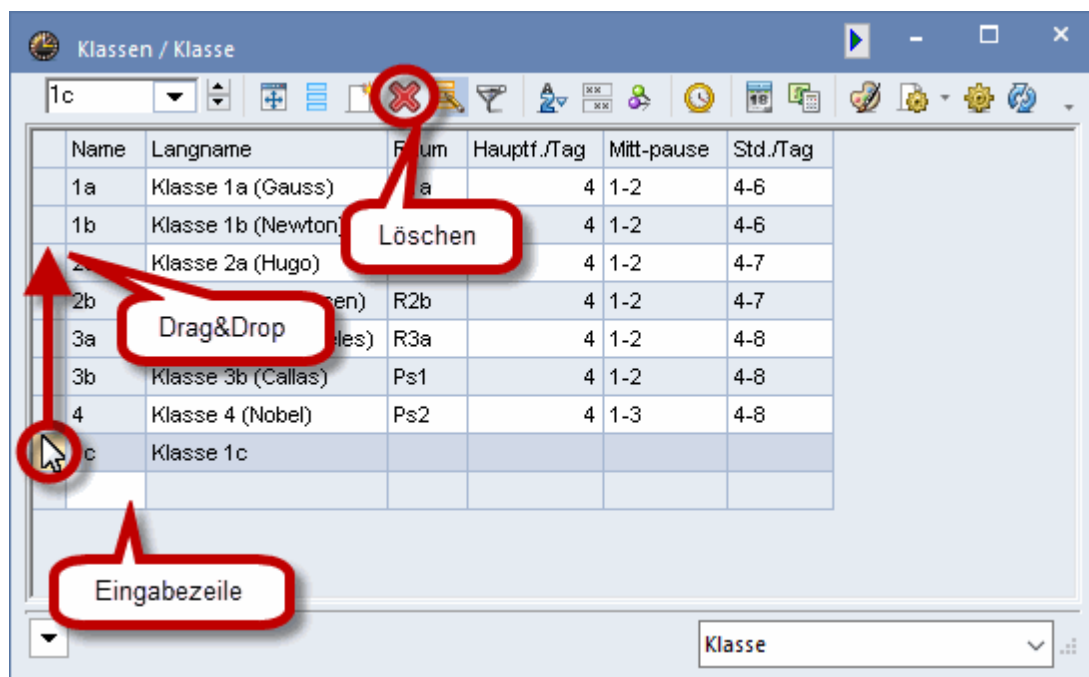 Klassen / Klasse
1c
Name Langname Hauptf./Tag Mitt-pause Std./Tag
1a Klasse 1a (Gauss) a 4 1-2 4-6
1b Klasse 1b (Newton) 4 1-2 4-6
Löschen
Klasse 2a (Hugo) 4 1-2 4-7
2b R2b 4 1-2 4-7
Drag&Drop
3a R3a 4 1-2 4-8
3b Klasse 3b (Callas) Ps1 4 1-2 4-8
4 Klasse 4 (Nobel) Ps2 4 1-3 4-8
Klasse 1c
Eingabezeile
Klasse